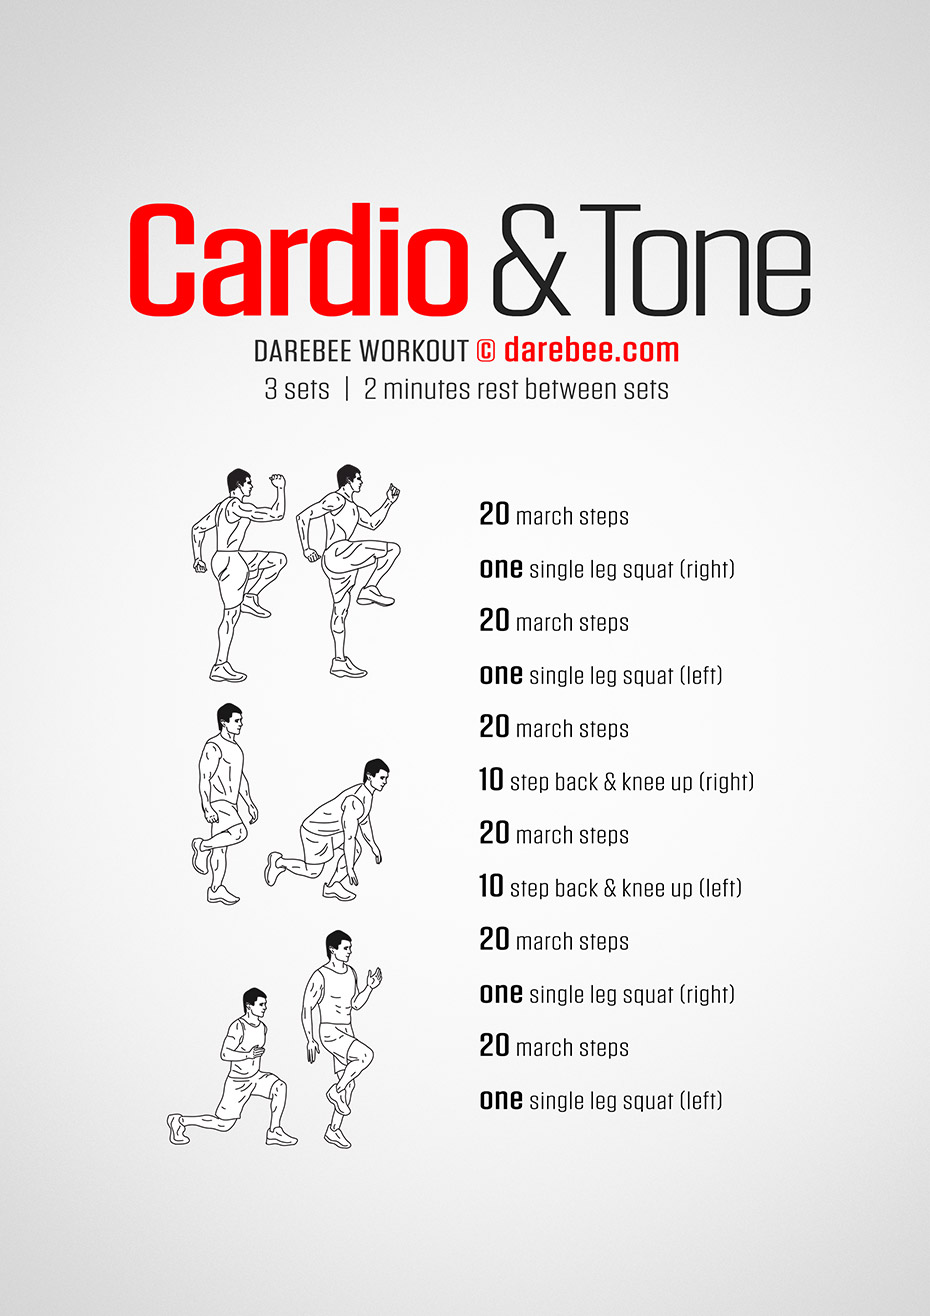 Cardio & Tone
DAREBEE WORKOUT © darebee.com
3 sets | 2 minutes rest between sets
20 march steps
one single leg squat (right)
20 march steps
one single leg squat (left)
20 march steps
10 step back & knee up (right)
20 march steps
10 step back & knee up (left)
20 march steps
one single leg squat (right)
20 march steps
one single leg squat (left)